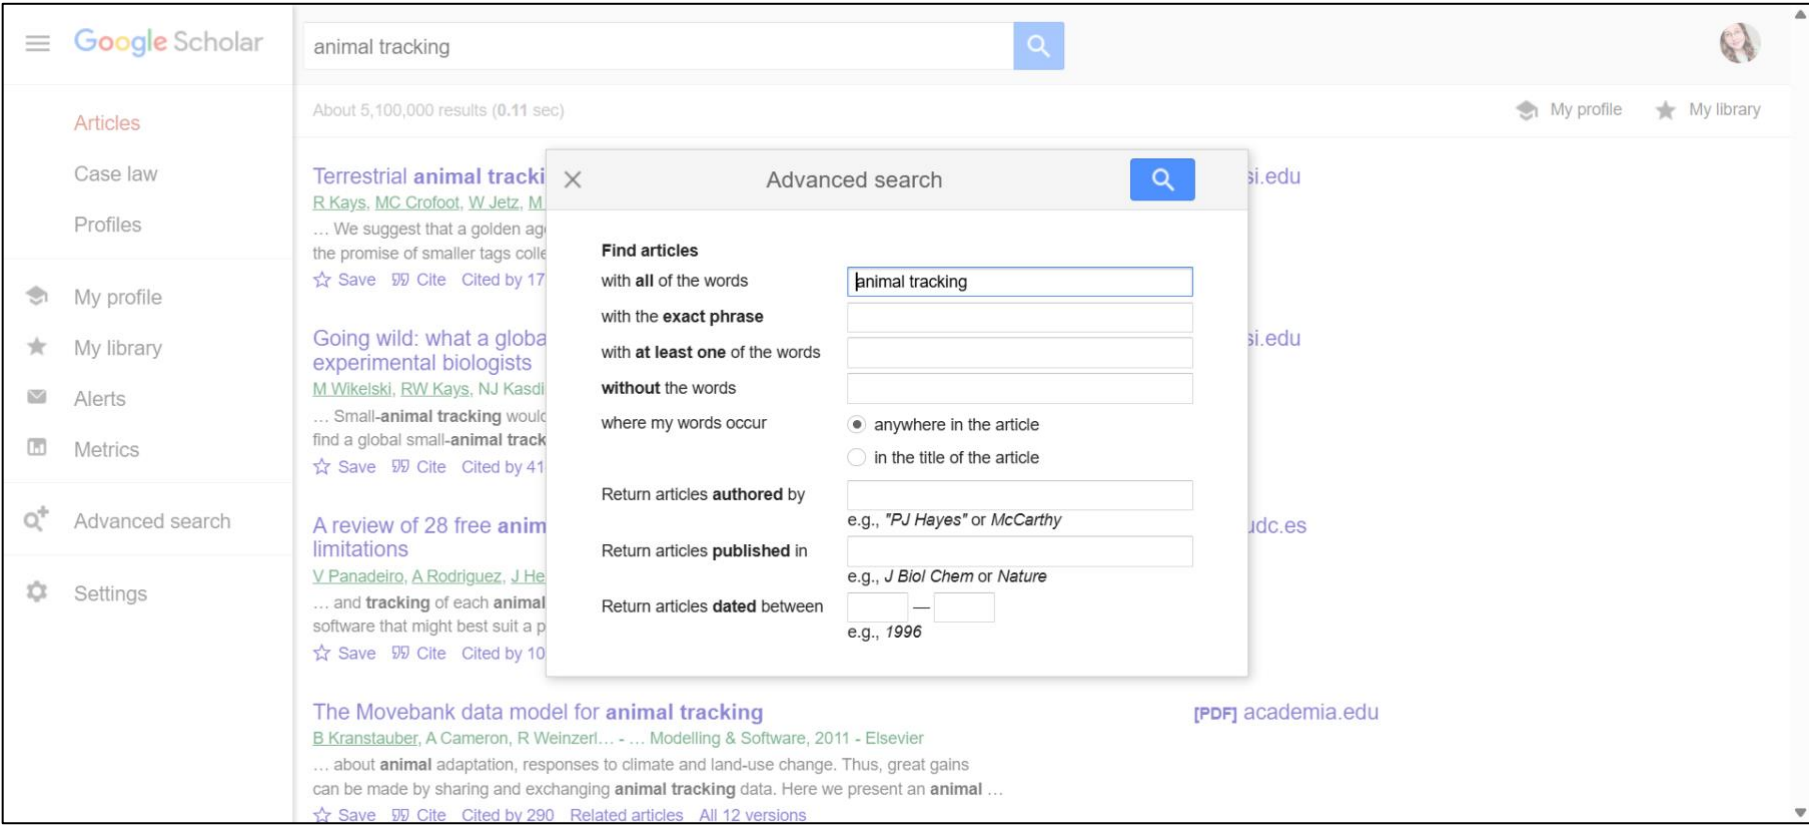 Google Scholar
animal tracking
Articles
Case law
Profiles
My profile
My library
Alerts
Metrics
Advanced search
Settings
About 5,100,000 results (0.11 sec)
My profile
My library
Terrestrial animal tracki
si.edu
R Kays, MC Crofoot, W Jetz, M
… We suggest that a golden ag
the promise of smaller tags colle
Save Cite Cited by 17
Going wild: what a globa
si.edu
experimental biologists
M Wikelski, RW Kays, NJ Kasdi
… Small-animal tracking would
find a global small-animal track
Save Cite Cited by 41
A review of 28 free anim
udc.es
limitations
V Panadeiro, A Rodriguez, J He
… and tracking of each animal
software that might best suit a p
Save Cite Cited by 10
The Movebank data model for animal tracking
[PDF] academia.edu
B Kranstauber, A Cameron, R Weinzerl… - … Modelling & Software, 2011 - Elsevier
… about animal adaptation, responses to climate and land-use change. Thus, great gains
can be made by sharing and exchanging animal tracking data. Here we present an animal …
Save Cite Cited by 290 Related articles All 12 versions
Advanced search
Find articles
with all of the words
animal tracking
with the exact phrase
with at least one of the words
without the words
where my words occur
anywhere in the article
in the title of the article
Return articles authored by
e.g., "PJ Hayes" or McCarthy
Return articles published in
e.g., J Biol Chem or Nature
Return articles dated between
—
e.g., 1996